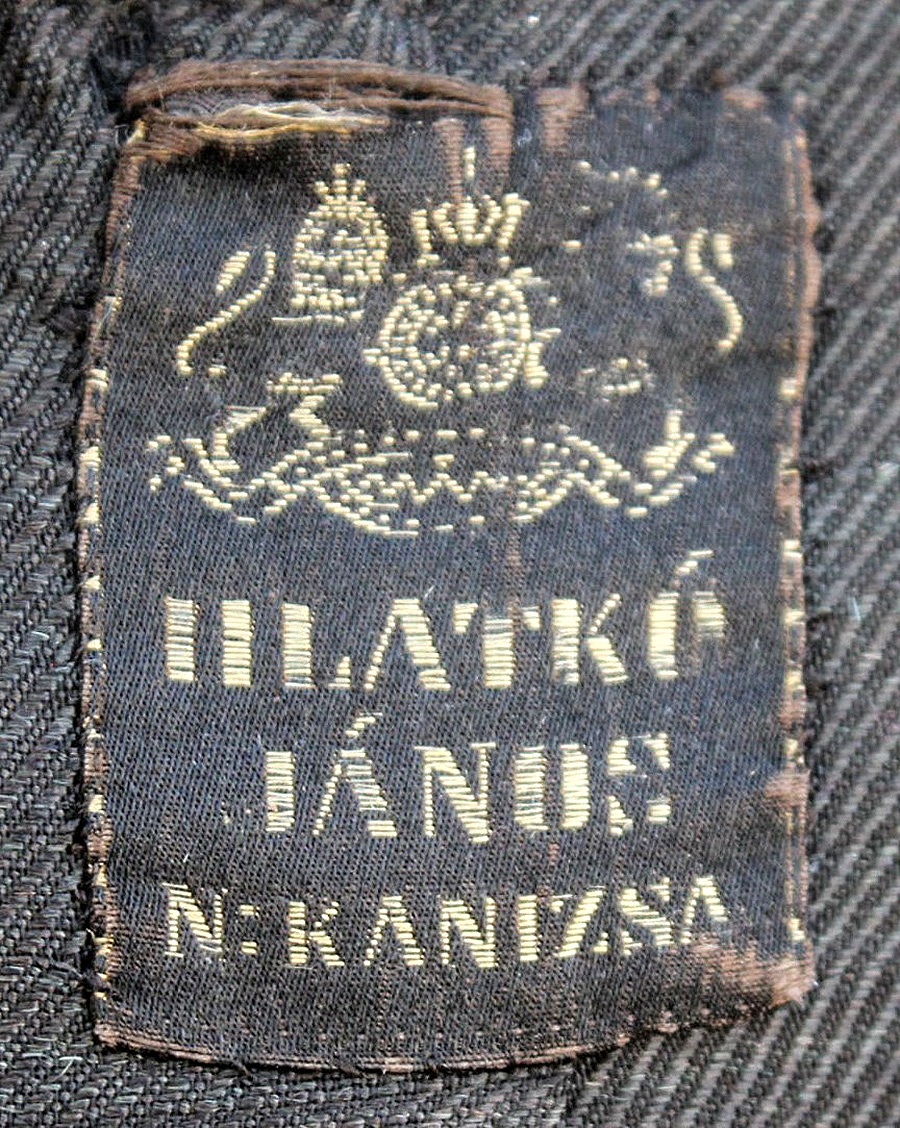 HLATKÓ
JÁNOS
N: KANIZSA